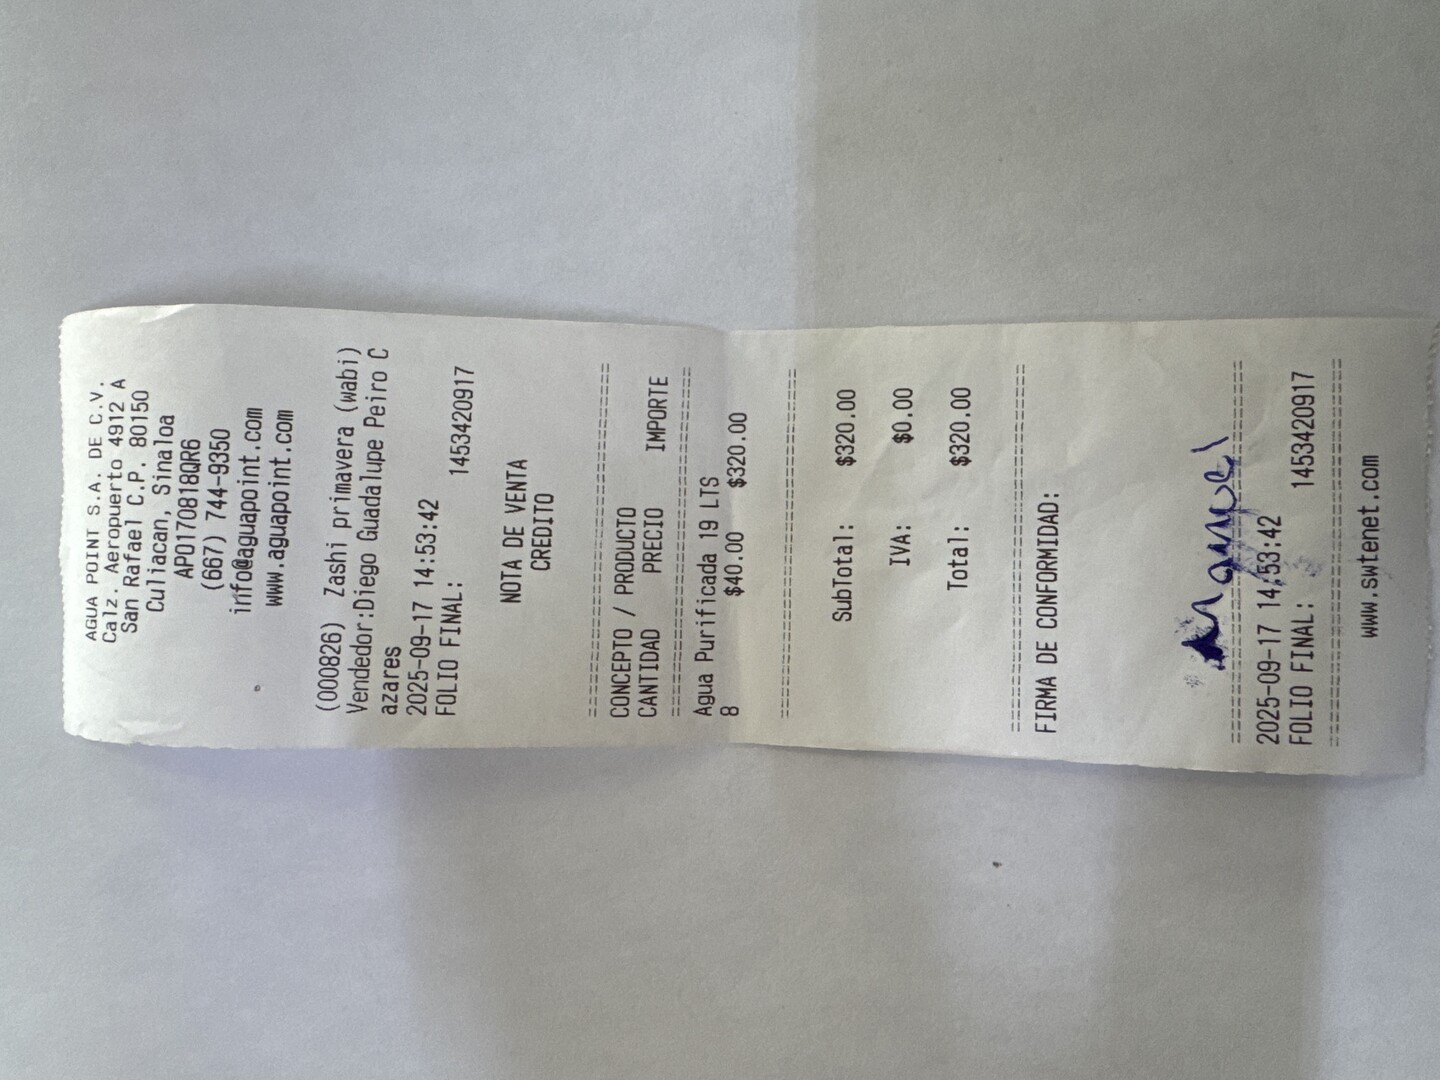 AGUA POINT S.A. DE C.V.
Calz. Aeropuerto 4912 A
San Rafael C.P. 80150
Culiacan, Sinaloa
APO170818QR6
(667) 744-9350
info@aguapoint.com
www.aguapoint.com
(000826) Zashi primavera (wabi)
Vendedor:Diego Guadalupe Peiro C
azares
2025-09-17 14:53:42
FOLIO FINAL: 1453420917
NOTA DE VENTA
CREDITO
================================
CONCEPTO / PRODUCTO
CANTIDAD PRECIO IMPORTE
================================
Agua Purificada 19 LTS
8 $40.00 $320.00
================================
SubTotal: $320.00
IVA: $0.00
Total: $320.00
================================
FIRMA DE CONFORMIDAD:
================================
2025-09-17 14:53:42
FOLIO FINAL: 1453420917
================================
www.swtenet.com